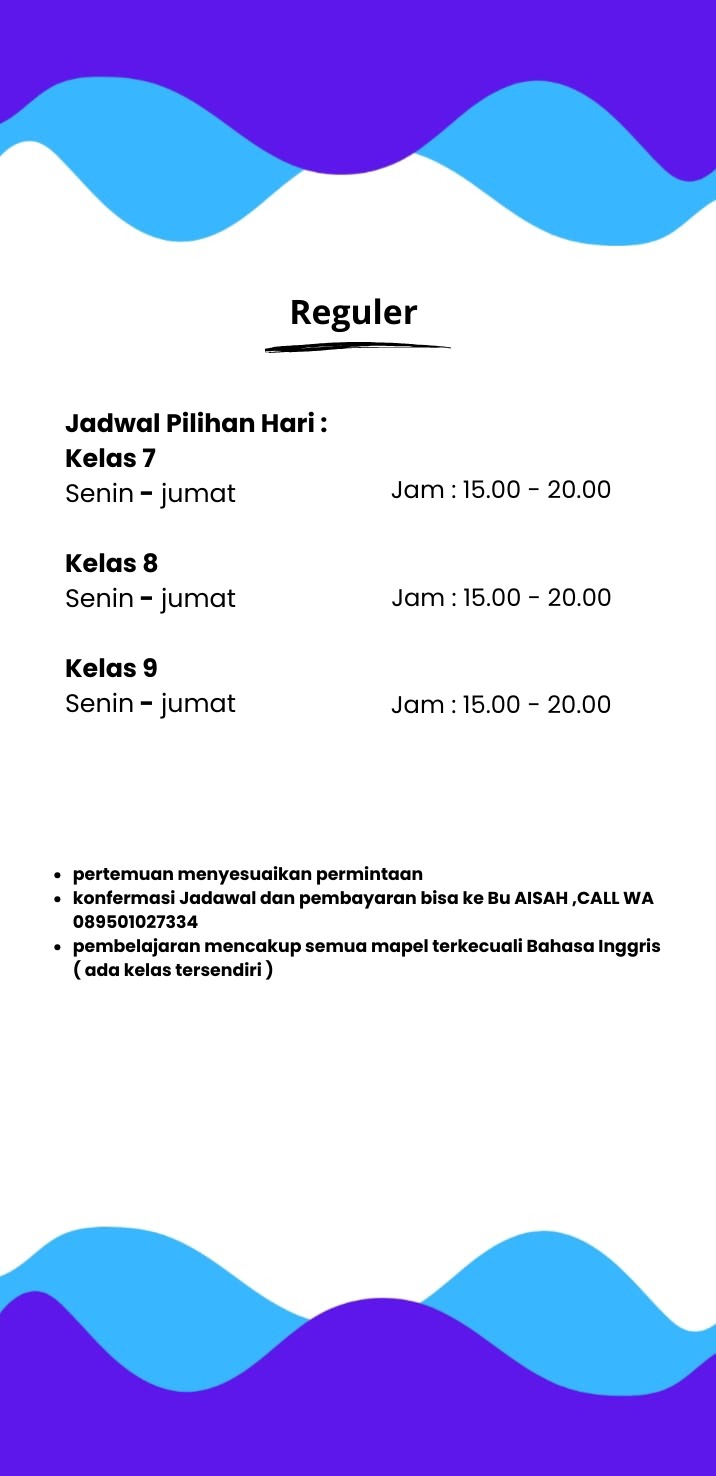 Reguler
Jadwal Pilihan Hari :
Kelas 7
Senin - jumat Jam : 15.00 - 20.00
Kelas 8
Senin - jumat Jam : 15.00 - 20.00
Kelas 9
Senin - jumat Jam : 15.00 - 20.00
• pertemuan menyesuaikan permintaan
• konfermasi Jadawal dan pembayaran bisa ke Bu AISAH ,CALL WA
089501027334
• pembelajaran mencakup semua mapel terkecuali Bahasa Inggris
( ada kelas tersendiri )